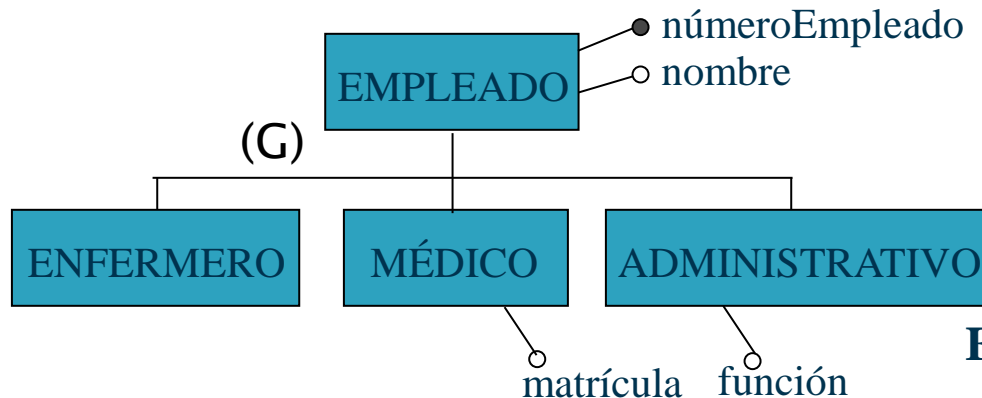 númeroEmpleado
nombre
EMPLEADO
(G)
ENFERMERO
MÉDICO
ADMINISTRATIVO
matrícula
función